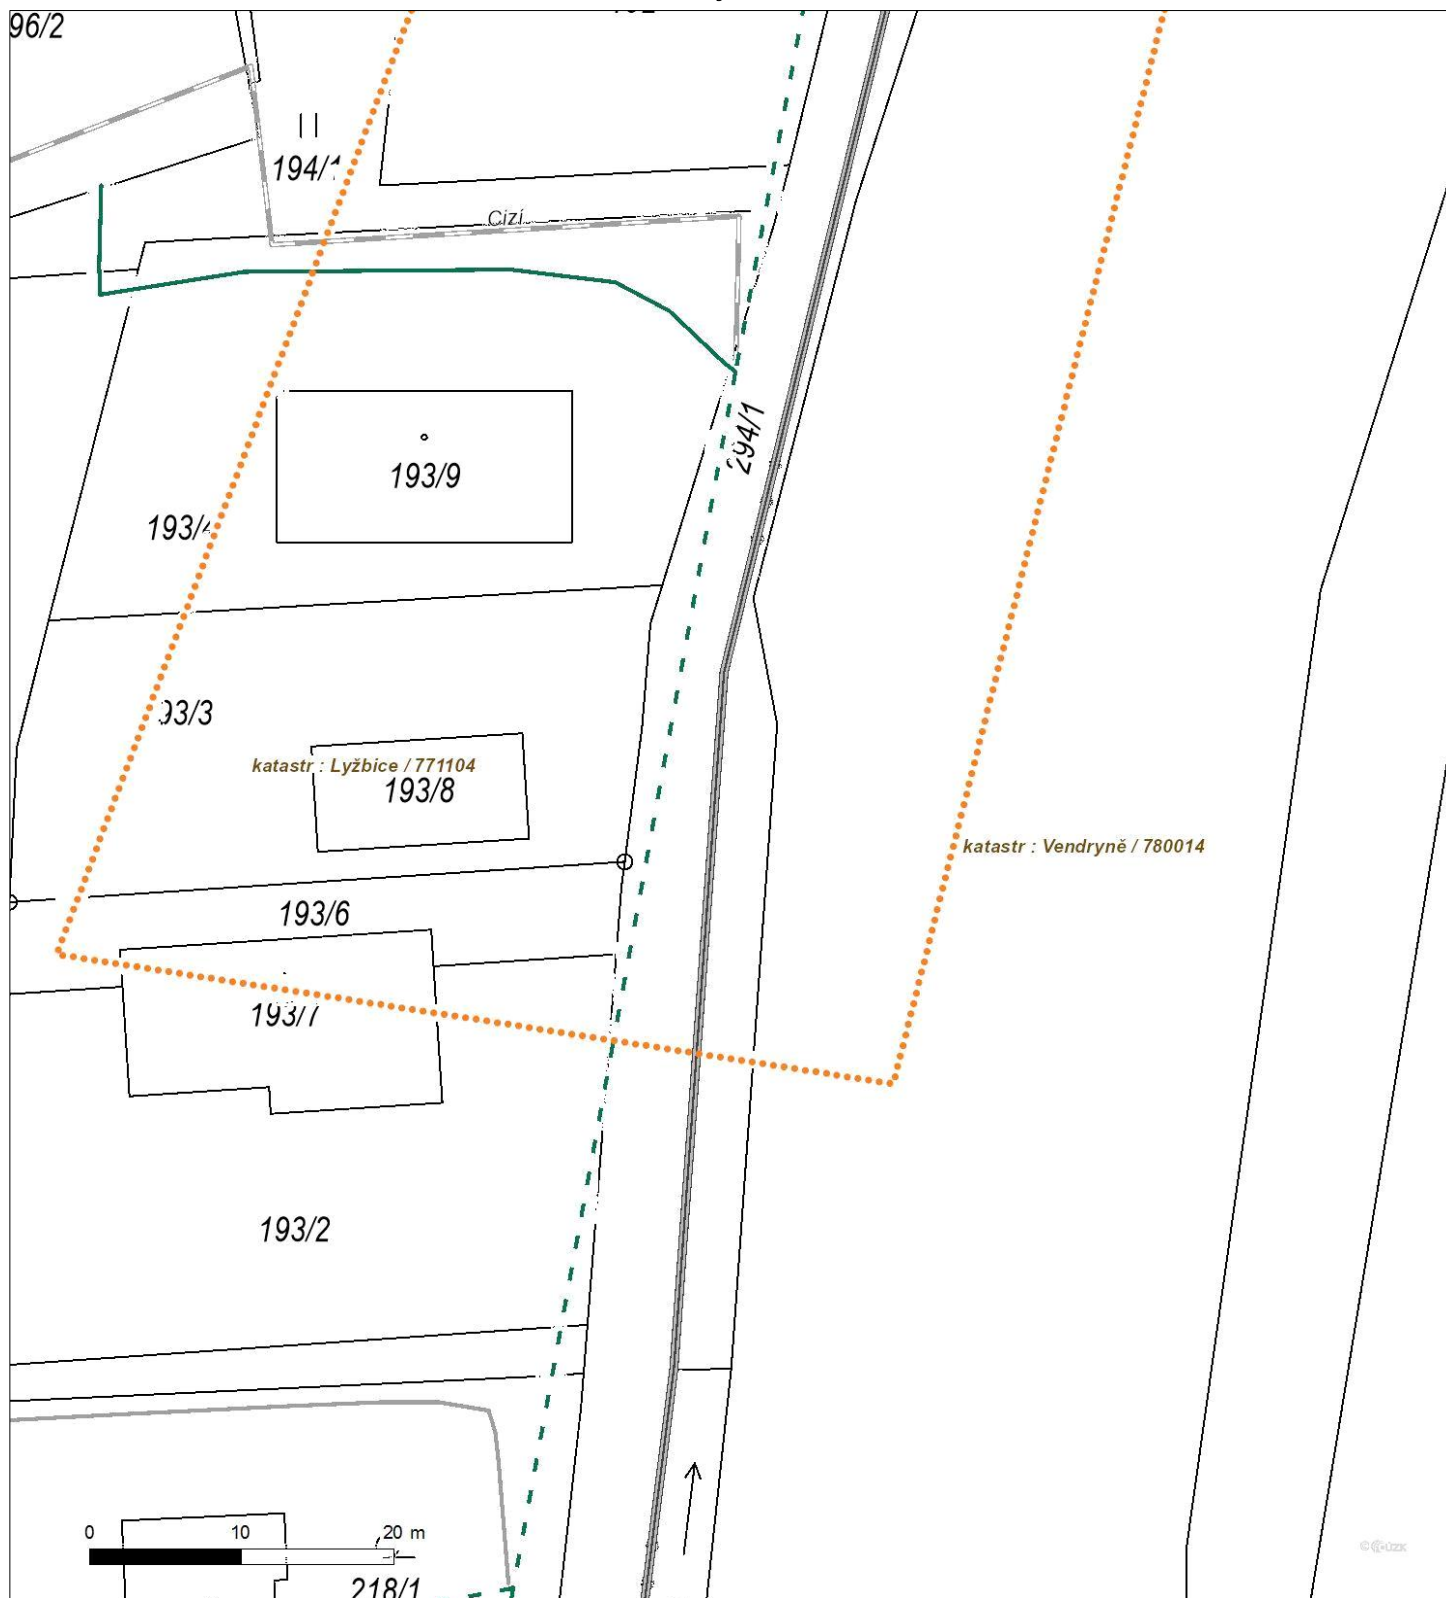 96/2
194/1
Cizí
294/1
193/9
193/4
93/3
katastr : Lyžbice / 771104
193/8
katastr : Vendryně / 780014
193/6
193/7
193/2
0 10 20 m
© ČÚZK
218/1